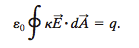 ε₀∮ κE⃗ · dA⃗ = q.